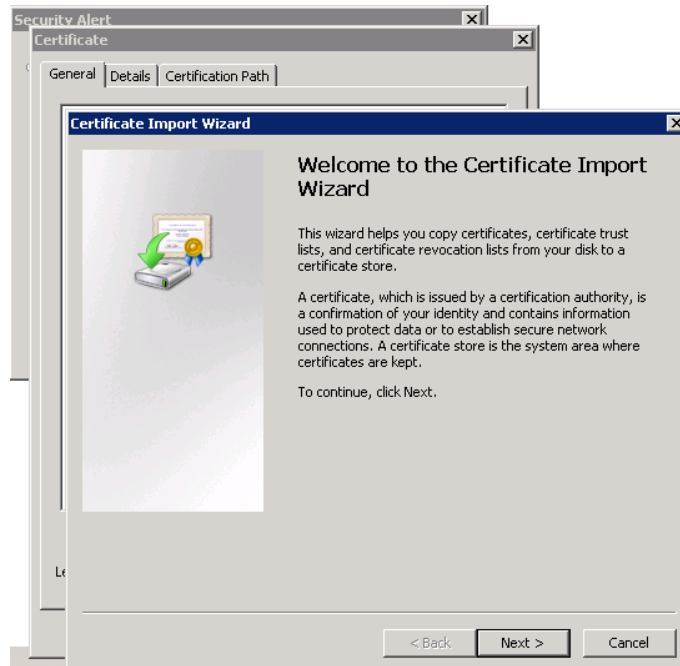 Security Alert
Certificate
General Details Certification Path
Certificate Import Wizard
Welcome to the Certificate Import
Wizard
This wizard helps you copy certificates, certificate trust
lists, and certificate revocation lists from your disk to a
certificate store.
A certificate, which is issued by a certification authority, is
a confirmation of your identity and contains information
used to protect data or to establish secure network
connections. A certificate store is the system area where
certificates are kept.
To continue, click Next.
< Back Next > Cancel